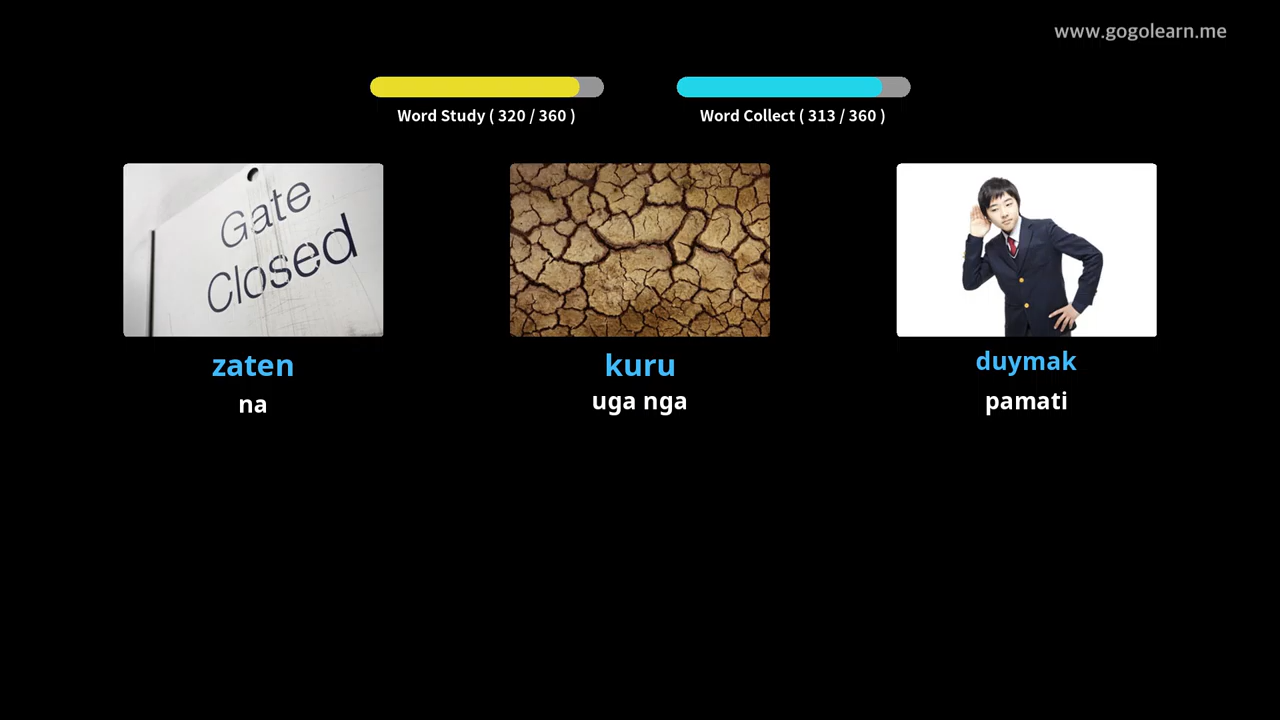 www.gogolearn.me
Word Study ( 320 / 360 )
Word Collect ( 313 / 360 )
Gate
Closed
zaten
na
kuru
uga nga
duymak
pamati